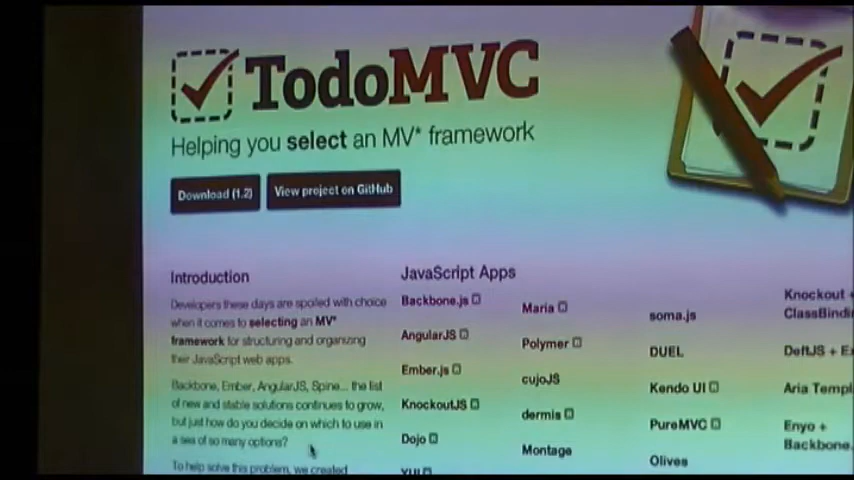 TodoMVC
Helping you select an MV* framework
Download (1.2)
View project on GitHub
Introduction
Developers these days are spoiled with choice
when it comes to selecting an MV*
framework for structuring and organizing
their JavaScript web apps.
Backbone, Ember, AngularJS, Spine... the list
of new and stable solutions continues to grow,
but just how do you decide on which to use in
a sea of so many options?
To help solve this problem, we created
JavaScript Apps
Backbone.js
AngularJS
Ember.js
KnockoutJS
Dojo
YUI
Maria
Polymer
cujoJS
dermis
Montage
soma.js
DUEL
Kendo UI
PureMVC
Olives
Knockout +
ClassBindi
DeftJS + E
Aria Templ
Enyo +
Backbone.